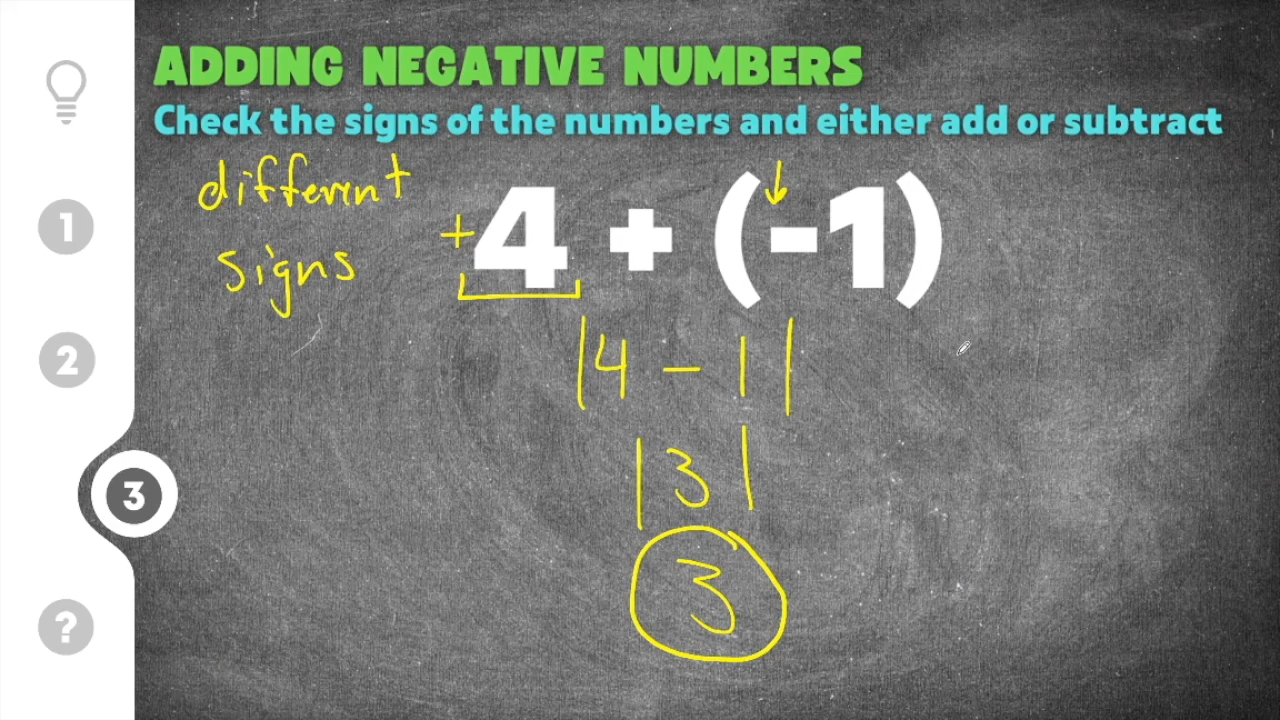 ADDING NEGATIVE NUMBERS
Check the signs of the numbers and either add or subtract
different
signs
+4 + (-1)
|4 - 1|
|3|
3
1
2
3
?